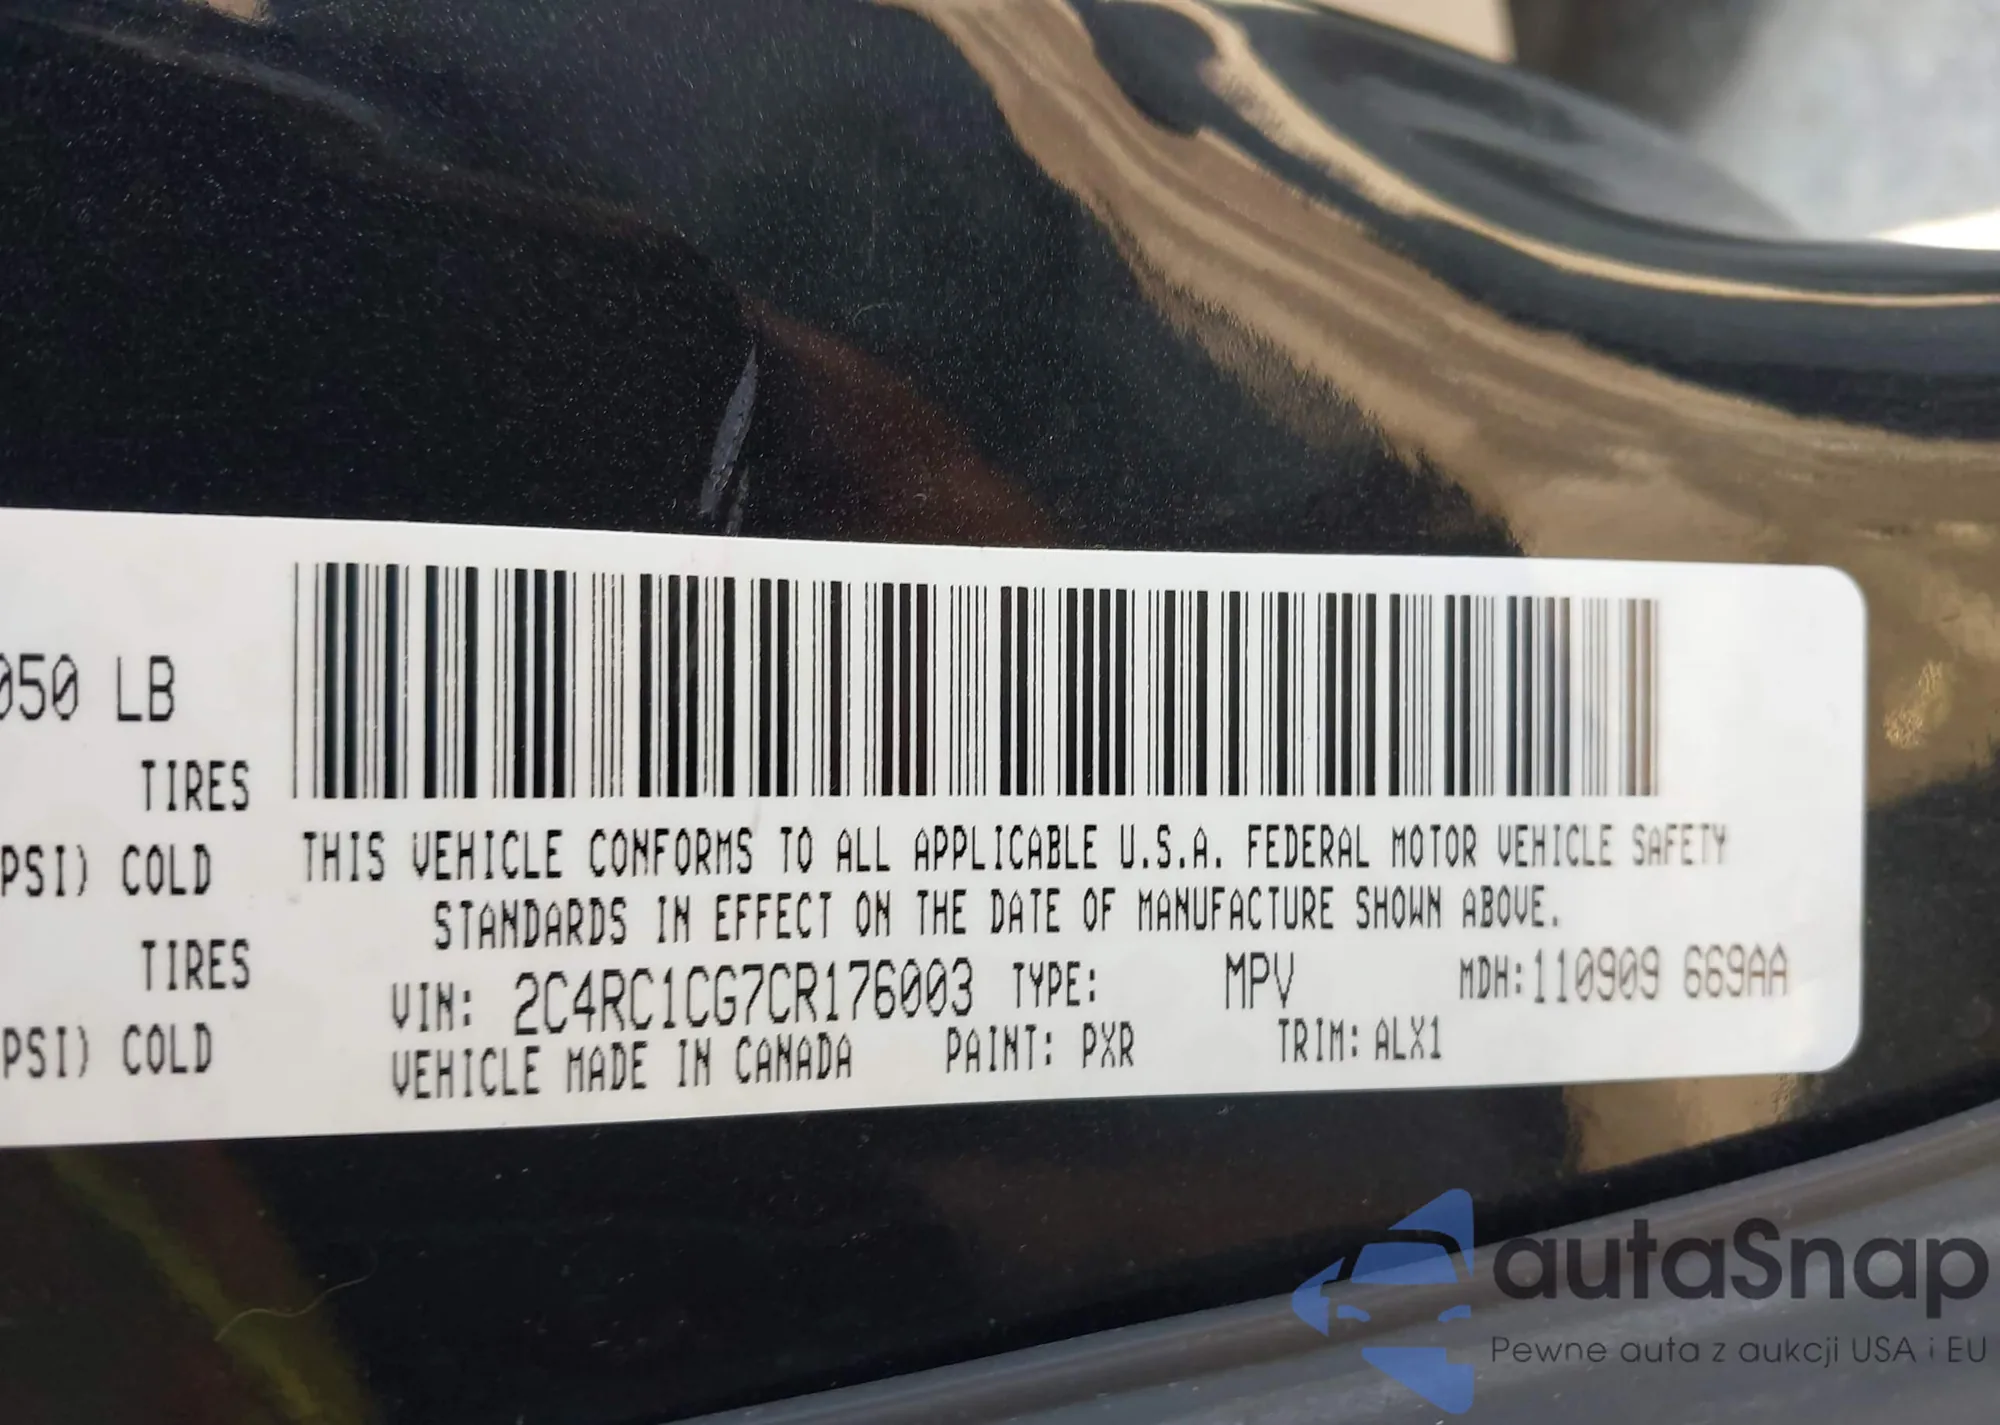 050 LB
TIRES
PSI) COLD
TIRES
PSI) COLD
THIS VEHICLE CONFORMS TO ALL APPLICABLE U.S.A. FEDERAL MOTOR VEHICLE SAFETY
STANDARDS IN EFFECT ON THE DATE OF MANUFACTURE SHOWN ABOVE.
VIN: 2C4RC1CG7CR176003 TYPE: MPV MDH:110909 669AA
VEHICLE MADE IN CANADA PAINT: PXR TRIM: ALX1
autaSnap
Pewne auta z aukcji USA i EU